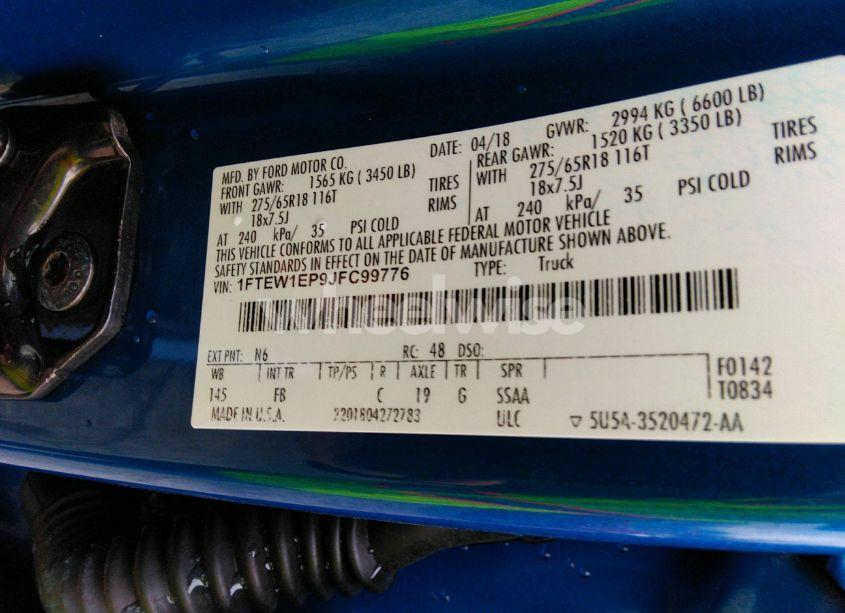 MFD. BY FORD MOTOR CO. DATE: 04/18 GVWR: 2994 KG ( 6600 LB)
FRONT GAWR: 1565 KG ( 3450 LB) REAR GAWR: 1520 KG ( 3350 LB)
WITH 275/65R18 116T TIRES WITH 275/65R18 116T TIRES
18x7.5J RIMS 18x7.5J RIMS
AT 240 kPa/ 35 PSI COLD AT 240 kPa/ 35 PSI COLD
THIS VEHICLE CONFORMS TO ALL APPLICABLE FEDERAL MOTOR VEHICLE
SAFETY STANDARDS IN EFFECT ON THE DATE OF MANUFACTURE SHOWN ABOVE.
VIN: 1FTEW1EP9JFC99776 TYPE: Truck
wheelwise
EXT PNT: N6 RC: 48 DSO:
WB INT TR TP/PS R AXLE TR SPR F0142
145 FB C 19 G SSAA T0834
MADE IN U.S.A. 2201804272783 ULC ▽ 5U5A-3520472-AA